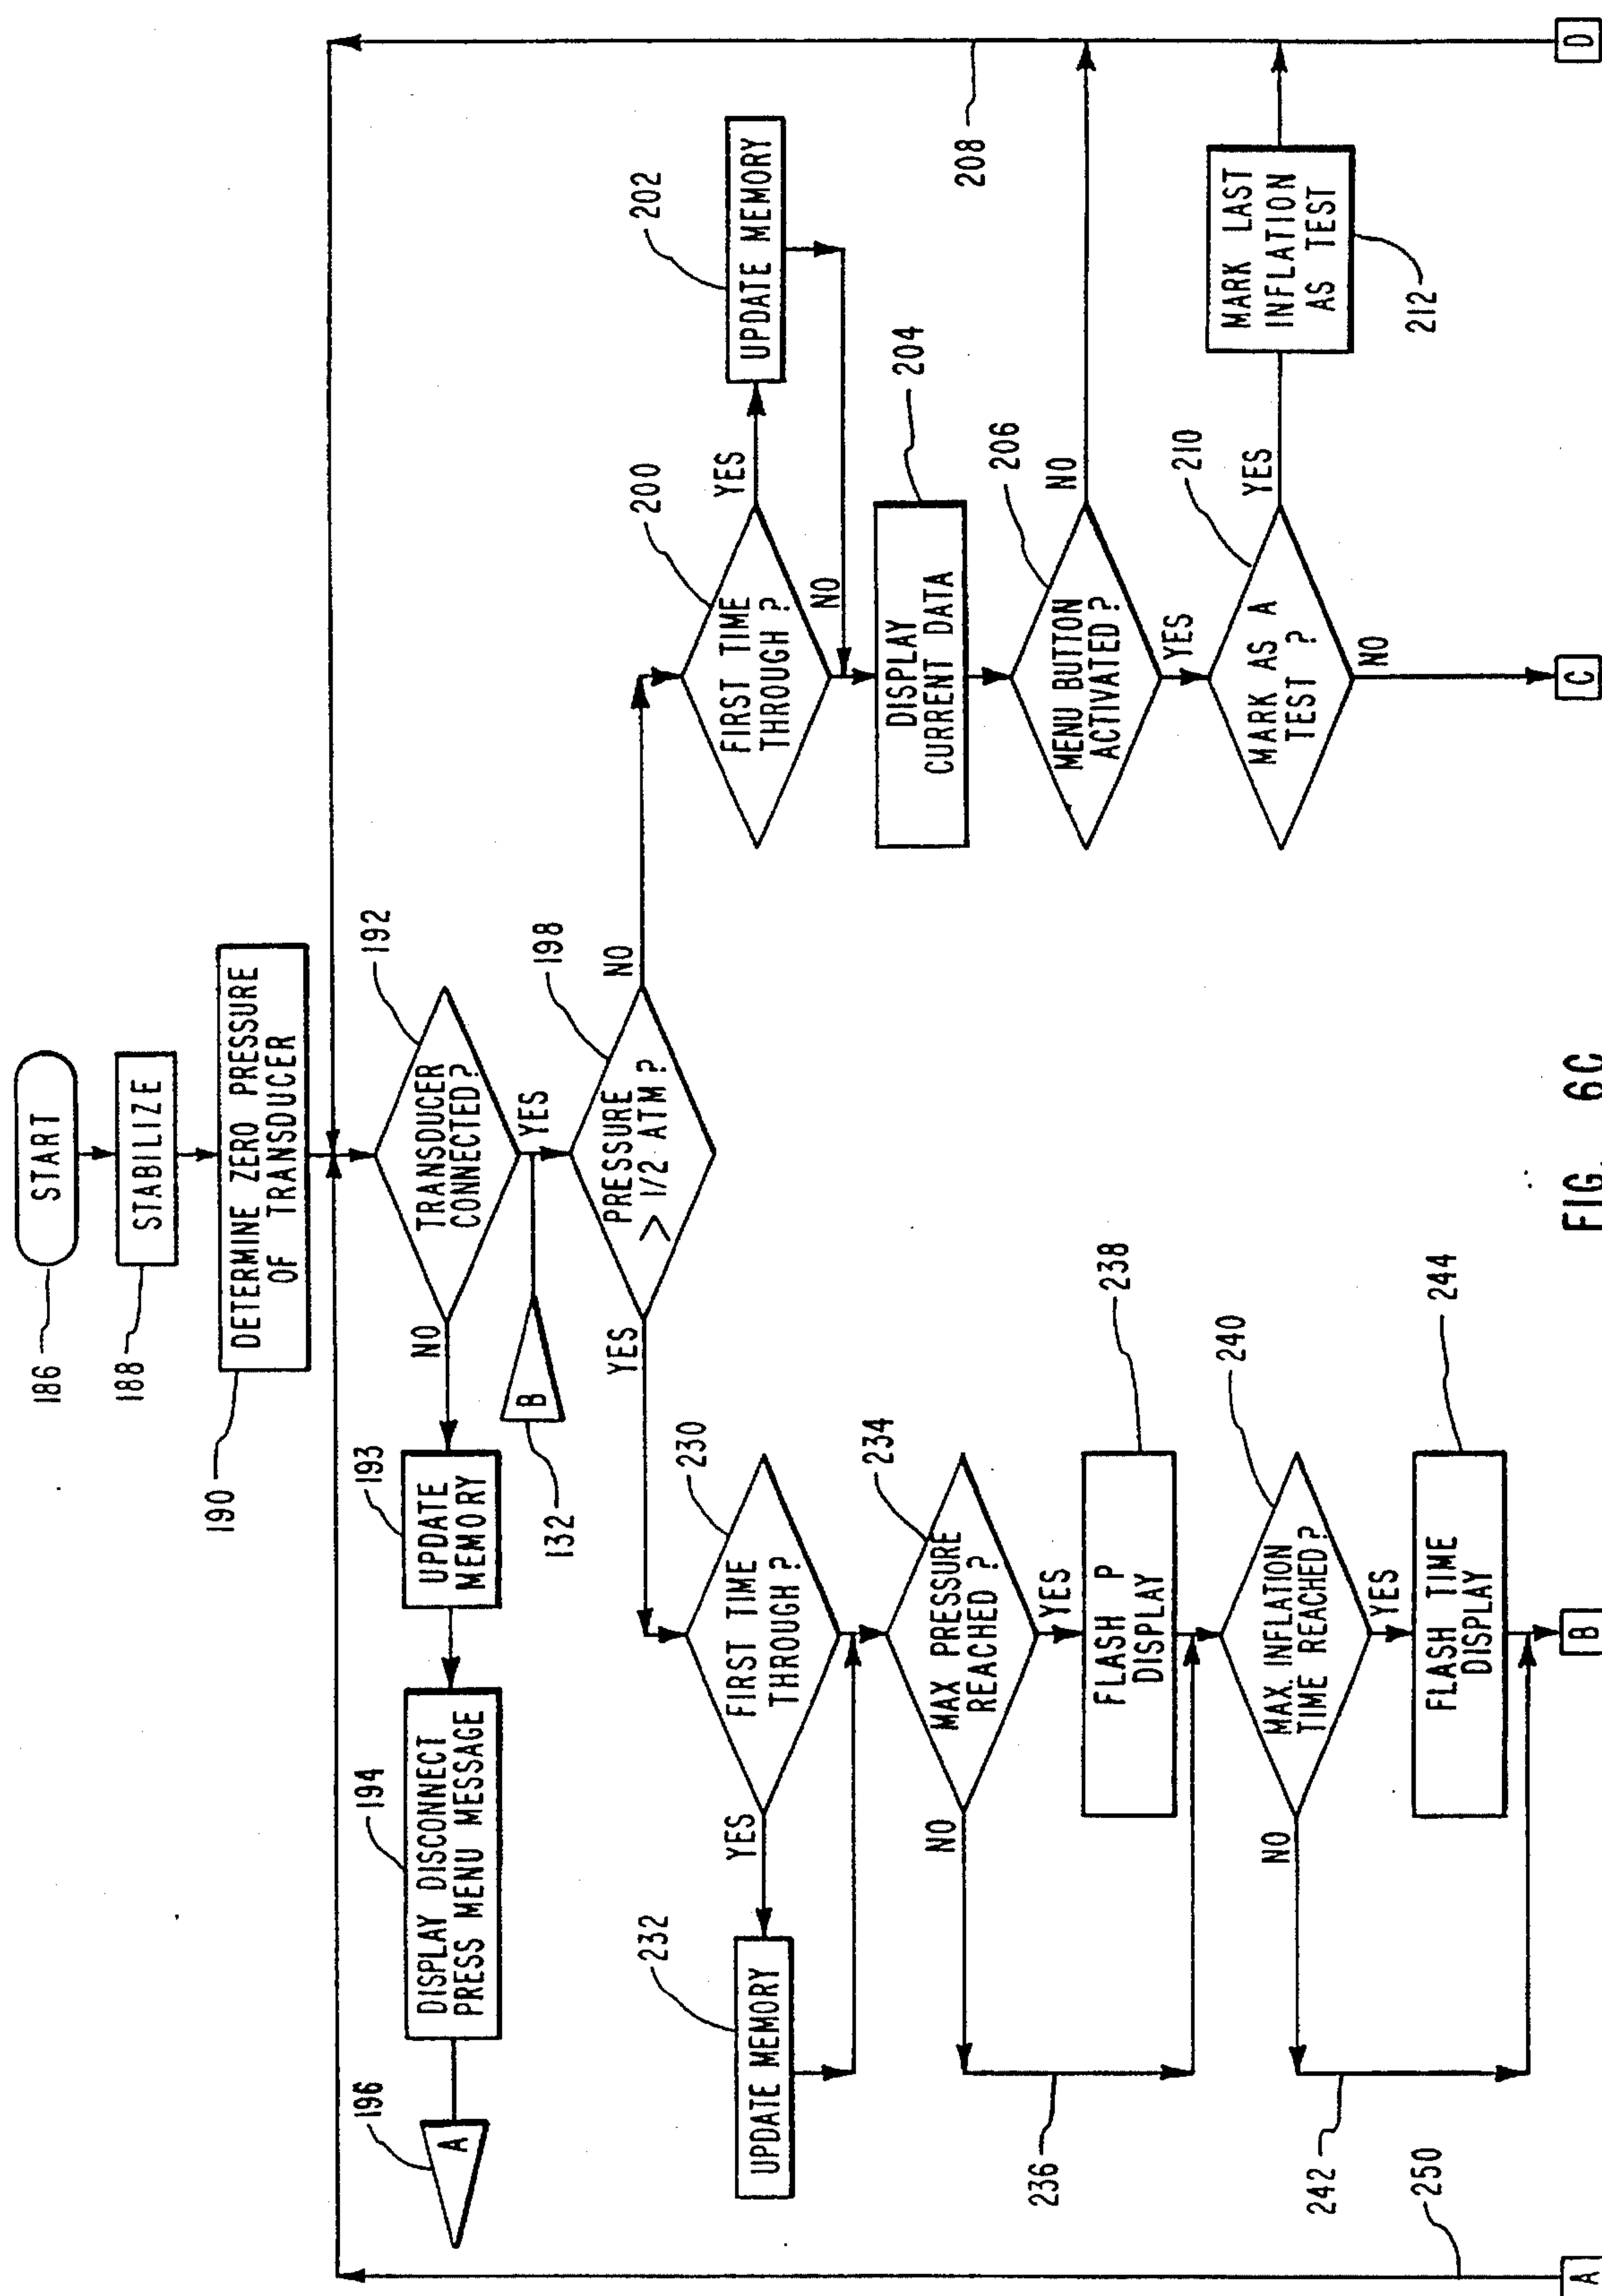 186
START
188
STABILIZE
190
DETERMINE ZERO PRESSURE
OF TRANSDUCER
192
TRANSDUCER
CONNECTED?
NO
YES
193
UPDATE
MEMORY
194
DISPLAY DISCONNECT
PRESS MENU MESSAGE
196
A
B
132
198
PRESSURE
> 1/2 ATM ?
YES
NO
230
FIRST TIME
THROUGH ?
YES
232
UPDATE MEMORY
234
MAX PRESSURE
REACHED ?
NO
YES
236
238
FLASH P
DISPLAY
240
MAX. INFLATION
TIME REACHED?
NO
YES
242
244
FLASH TIME
DISPLAY
250
A
B
200
FIRST TIME
THROUGH ?
YES
NO
202
UPDATE MEMORY
204
DISPLAY
CURRENT DATA
206
MENU BUTTON
ACTIVATED ?
NO
YES
208
210
MARK AS A
TEST ?
YES
NO
MARK LAST
INFLATION
AS TEST
212
C
D
FIG. 6C